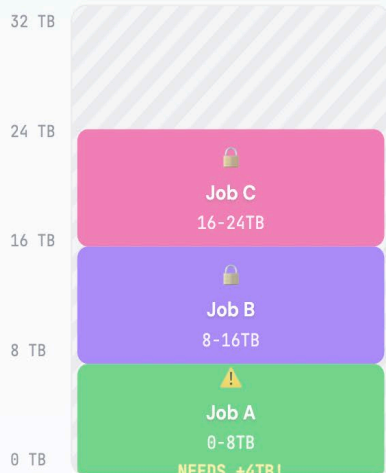 32 TB
24 TB
Job C
16-24TB
16 TB
Job B
8-16TB
8 TB
Job A
0-8TB
0 TB
NEEDS +4TB!